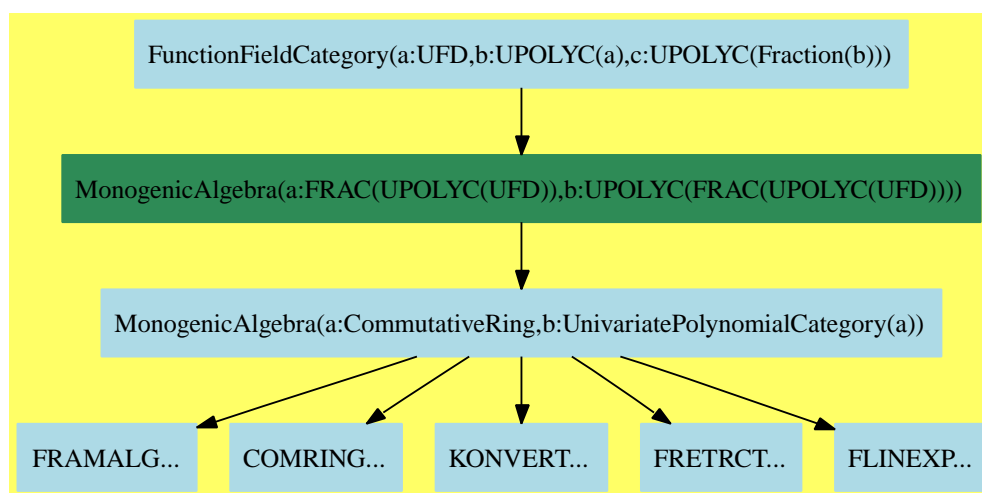 FunctionFieldCategory(a:UFD,b:UPOLYC(a),c:UPOLYC(Fraction(b)))
MonogenicAlgebra(a:FRAC(UPOLYC(UFD)),b:UPOLYC(FRAC(UPOLYC(UFD))))
MonogenicAlgebra(a:CommutativeRing,b:UnivariatePolynomialCategory(a))
FRAMALG... COMRING... KONVERT... FRETRCT... FLINEXP...